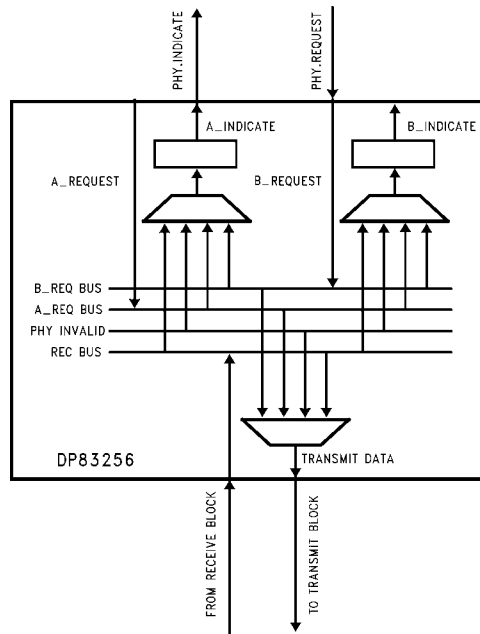 PHY.INDICATE
PHY.REQUEST
A_INDICATE
B_INDICATE
A_REQUEST
B_REQUEST
B_REQ BUS
A_REQ BUS
PHY INVALID
REC BUS
TRANSMIT DATA
DP83256
FROM RECEIVE BLOCK
TO TRANSMIT BLOCK